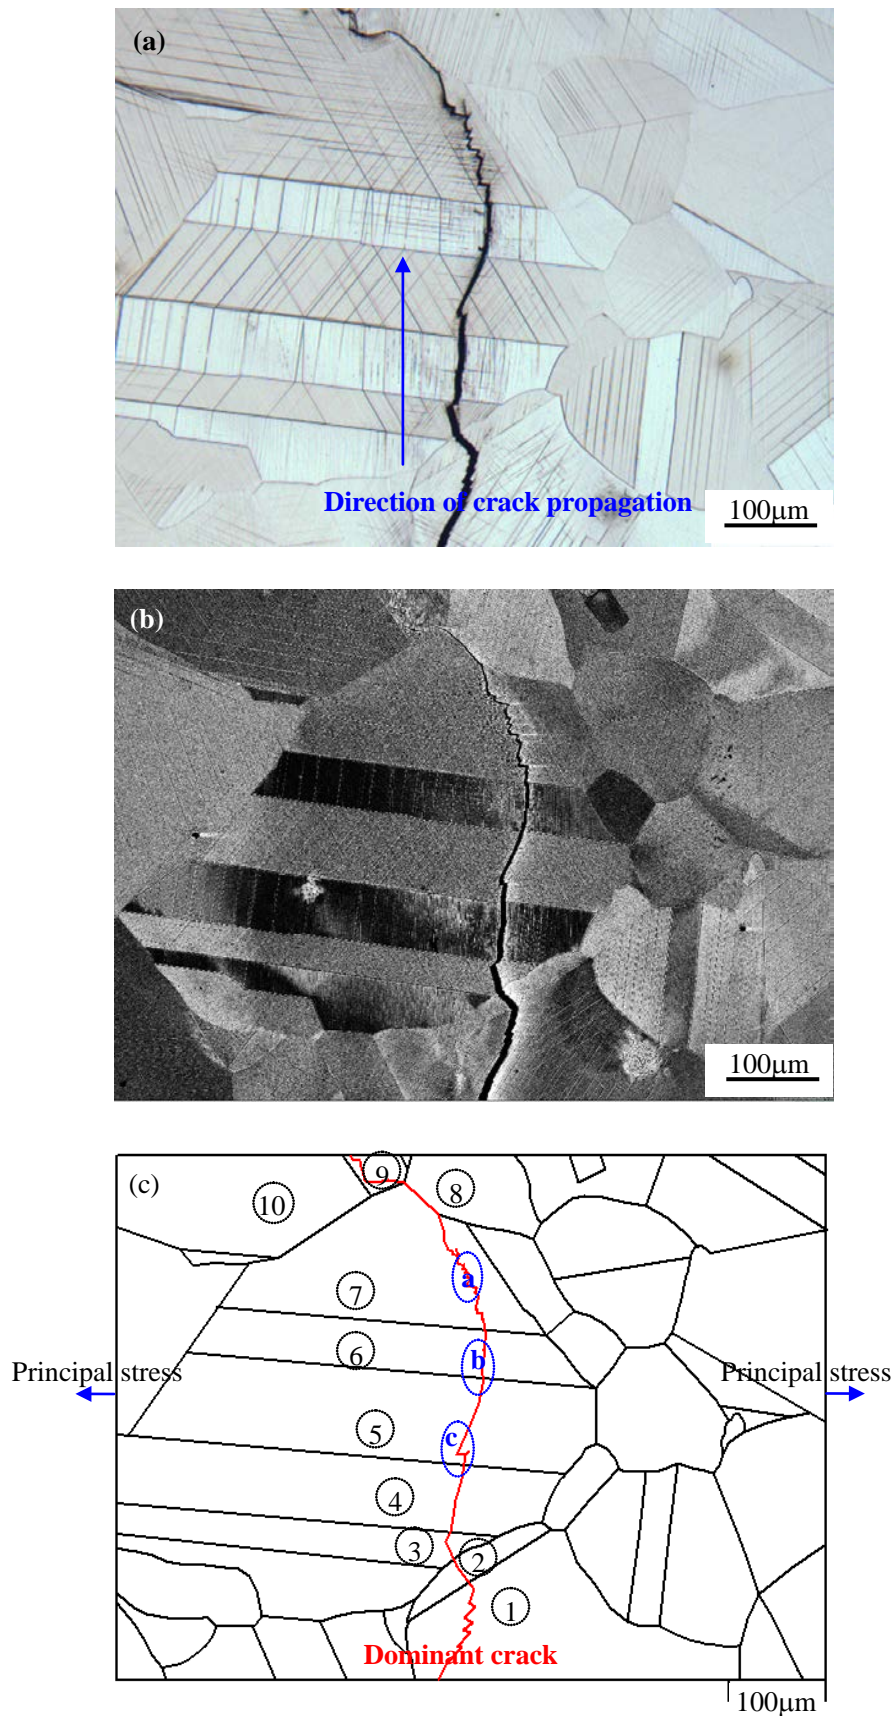 (a)
Direction of crack propagation
100μm
(b)
100μm
(c)
9
8
10
a
7
6
b
Principal stress
Principal stress
5
c
4
3
2
1
Dominant crack
100μm